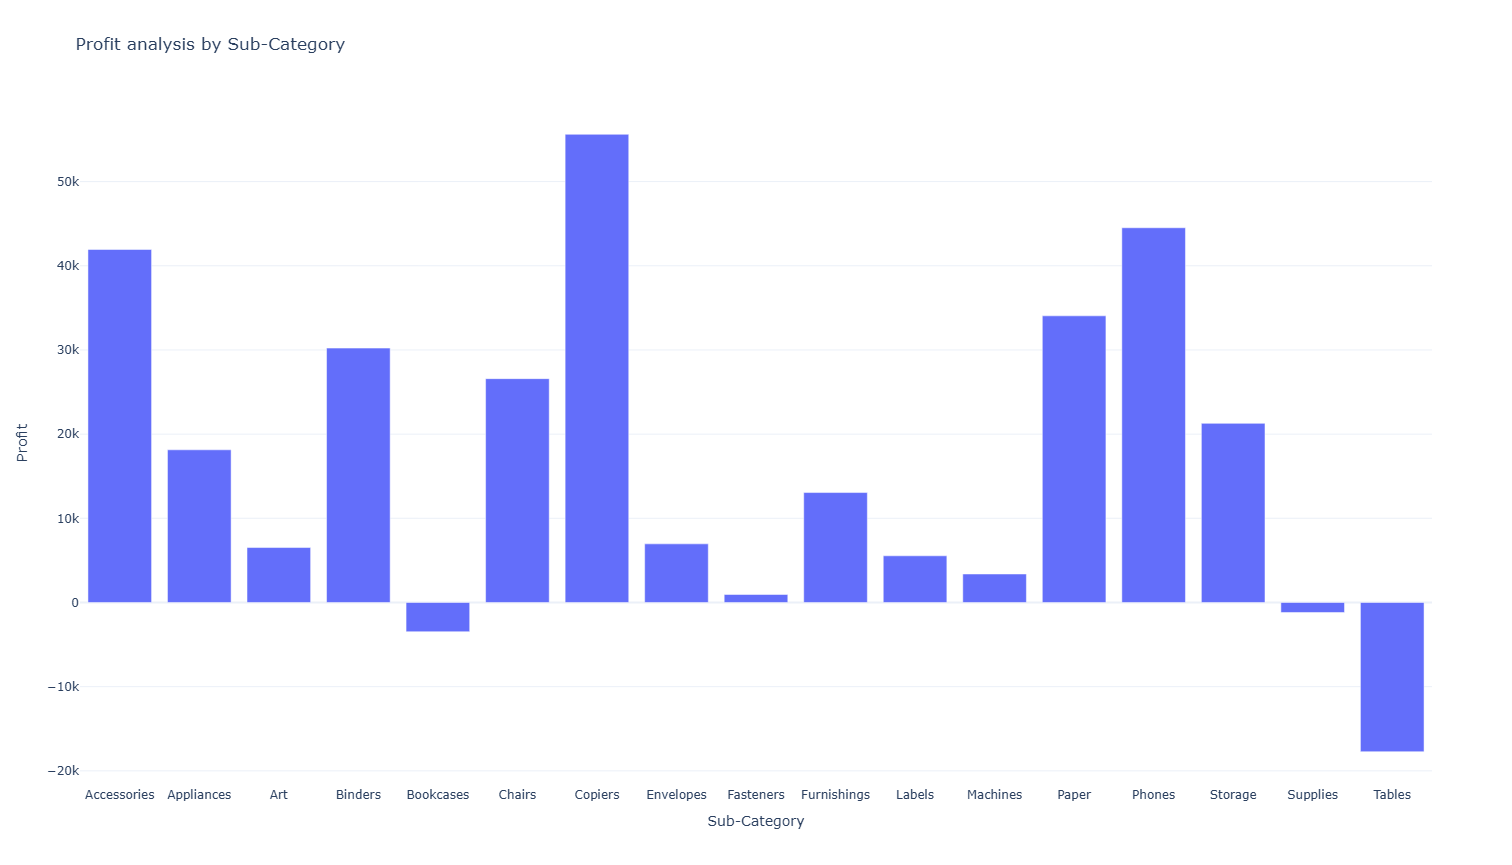 Profit analysis by Sub-Category
50k
40k
30k
20k
10k
0
−10k
−20k
Profit
Accessories Appliances Art Binders Bookcases Chairs Copiers Envelopes Fasteners Furnishings Labels Machines Paper Phones Storage Supplies Tables
Sub-Category